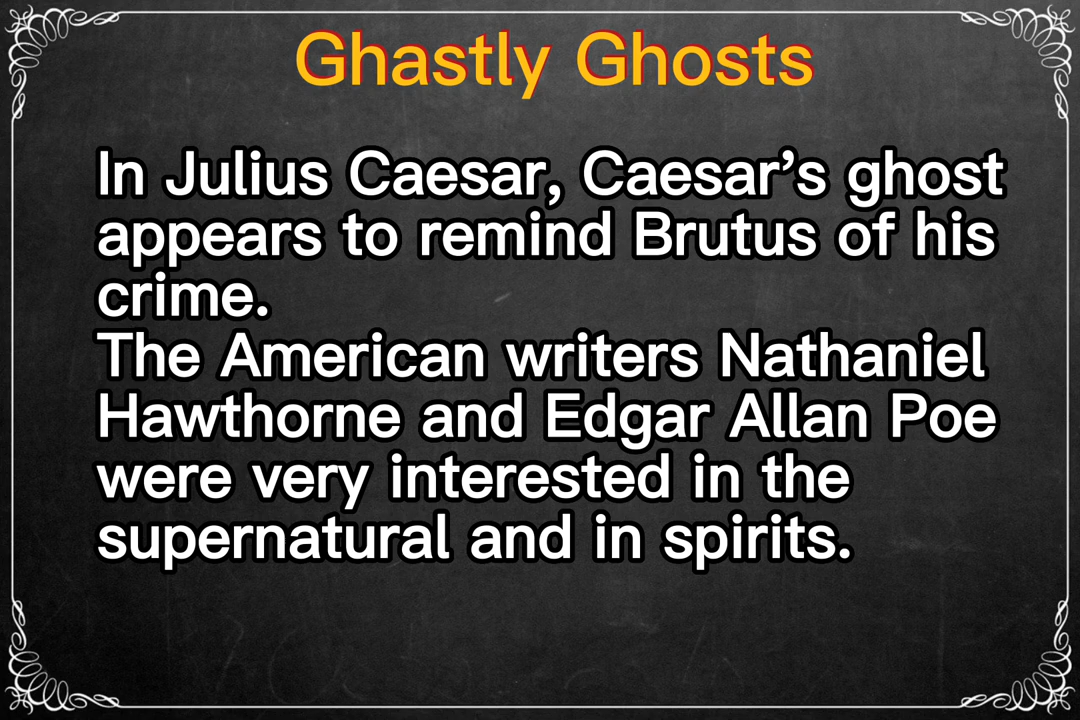 Ghastly Ghosts
In Julius Caesar, Caesar’s ghost
appears to remind Brutus of his
crime.
The American writers Nathaniel
Hawthorne and Edgar Allan Poe
were very interested in the
supernatural and in spirits.